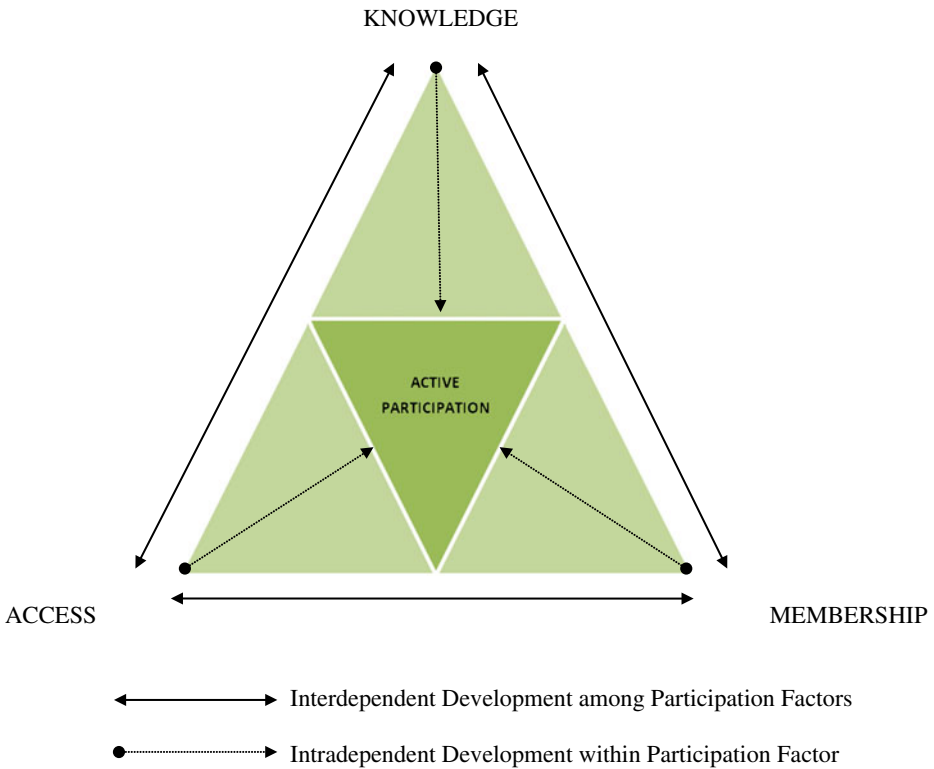 KNOWLEDGE
ACTIVE
PARTICIPATION
ACCESS
MEMBERSHIP
Interdependent Development among Participation Factors
Intradependent Development within Participation Factor